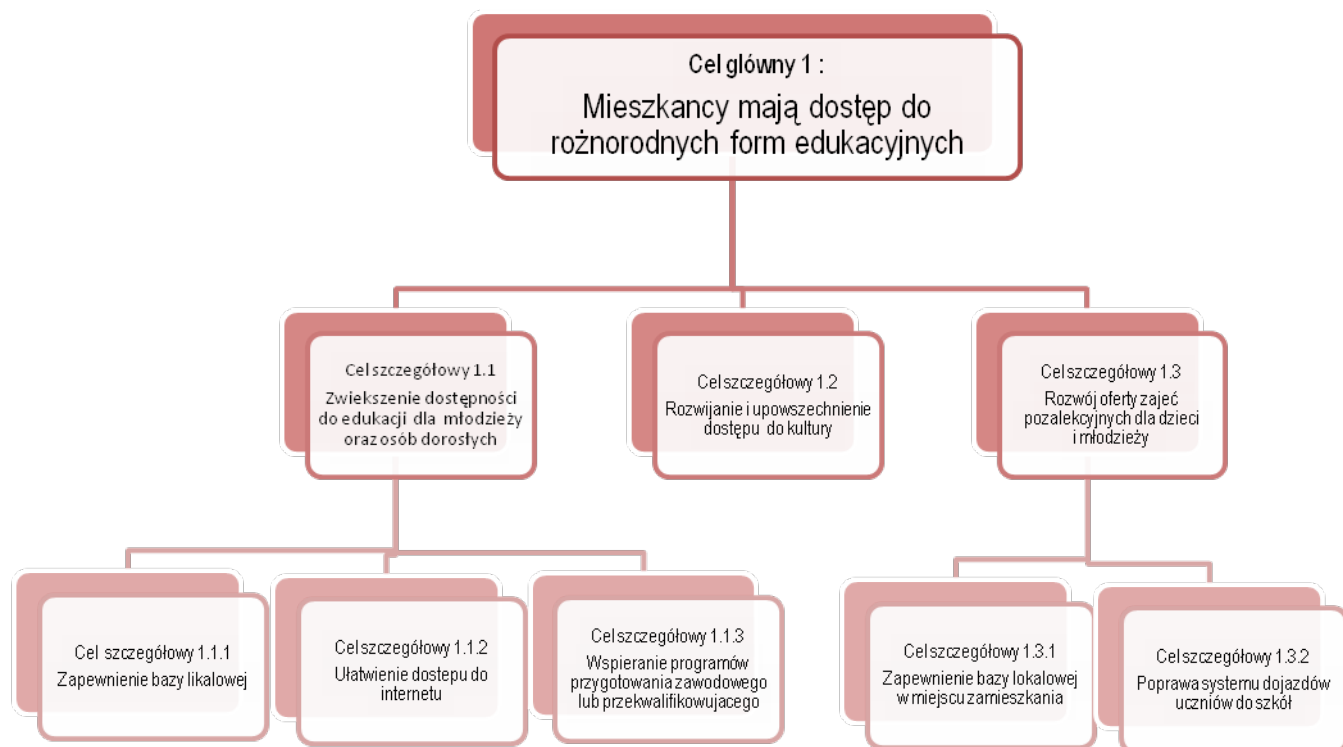 Cel główny 1 :
Mieszkancy mają dostęp do
rożnorodnych form edukacyjnych
Cel szczegółowy 1.1
Zwiekszenie dostępności
do edukacji dla młodzieży
oraz osób dorosłych
Cel szczegółowy 1.2
Rozwijanie i upowszechnienie
dostępu do kultury
Cel szczegółowy 1.3
Rozwój oferty zajeć
pozalekcyjnych dla dzieci
i młodzieży
Cel szczegółowy 1.1.1
Zapewnienie bazy likalowej
Cel szczegółowy 1.1.2
Ułatwienie dostepu do
internetu
Cel szczegółowy 1.1.3
Wspieranie programów
przygotowania zawodowego
lub przekwalifikowujacego
Cel szczegółowy 1.3.1
Zapewnienie bazy lokalowej
w miejscu zamieszkania
Cel szczegółowy 1.3.2
Poprawa systemu dojazdów
uczniów do szkół